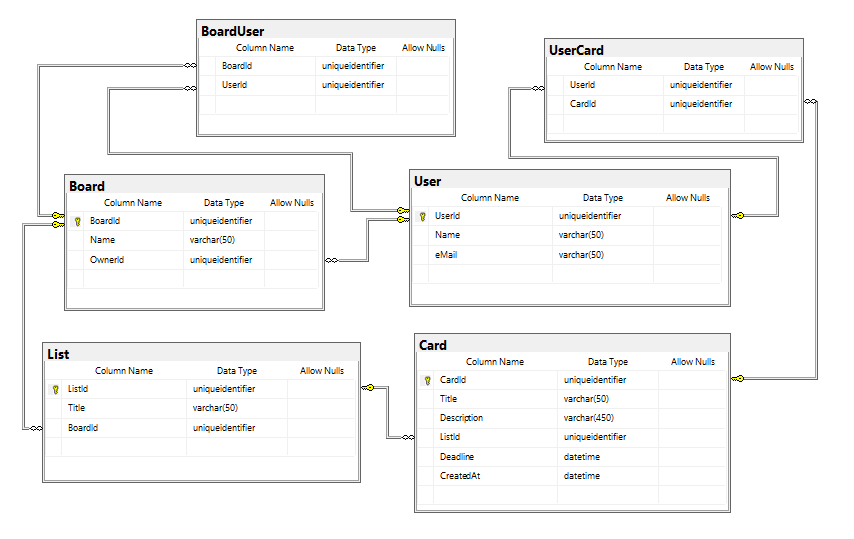 BoardUser
Column Name Data Type Allow Nulls
BoardId uniqueidentifier
UserId uniqueidentifier
UserCard
Column Name Data Type Allow Nulls
UserId uniqueidentifier
CardId uniqueidentifier
Board
Column Name Data Type Allow Nulls
BoardId uniqueidentifier
Name varchar(50)
OwnerId uniqueidentifier
User
Column Name Data Type Allow Nulls
UserId uniqueidentifier
Name varchar(50)
eMail varchar(50)
List
Column Name Data Type Allow Nulls
ListId uniqueidentifier
Title varchar(50)
BoardId uniqueidentifier
Card
Column Name Data Type Allow Nulls
CardId uniqueidentifier
Title varchar(50)
Description varchar(450)
ListId uniqueidentifier
Deadline datetime
CreatedAt datetime